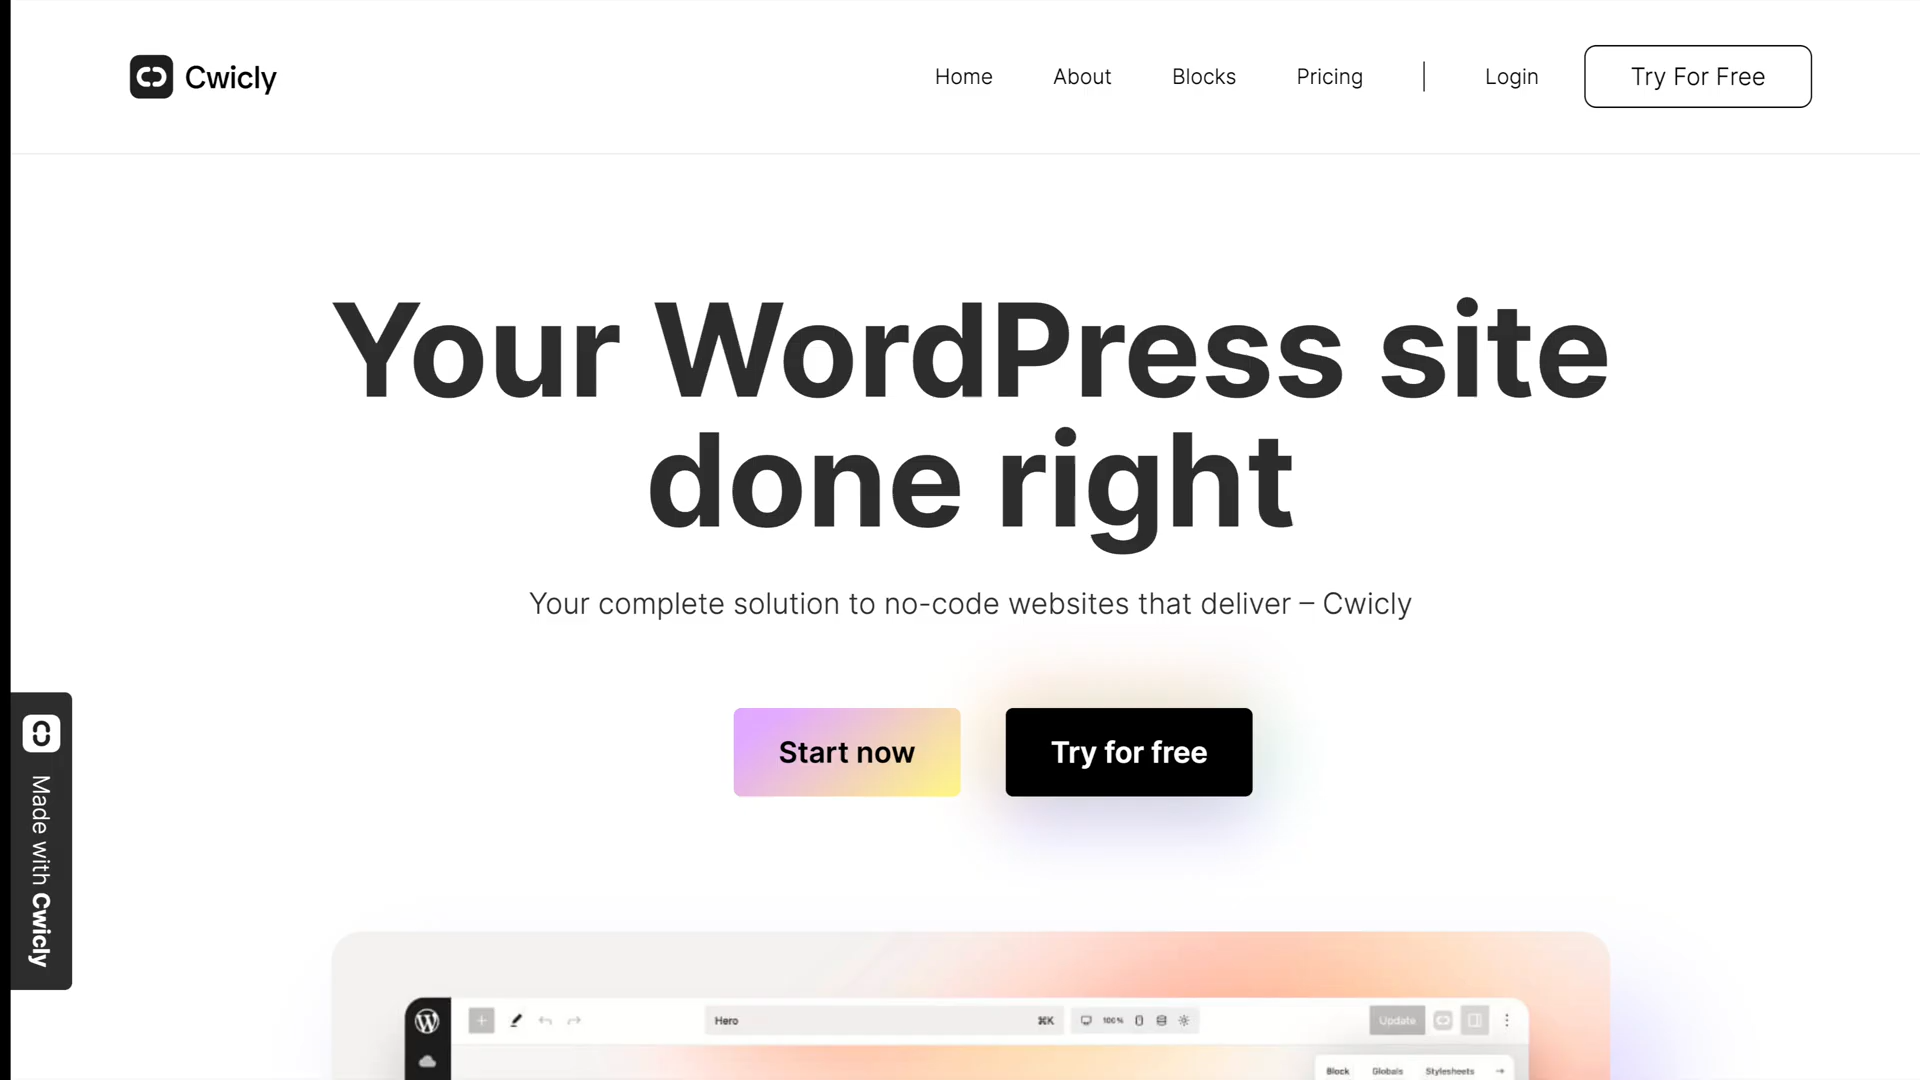 Cwicly
Home
About
Blocks
Pricing
Login
Try For Free
Your WordPress site
done right
Your complete solution to no-code websites that deliver – Cwicly
Start now
Try for free
Made with Cwicly
Hero
⌘K
100%
Update
Block
Globals
Stylesheets